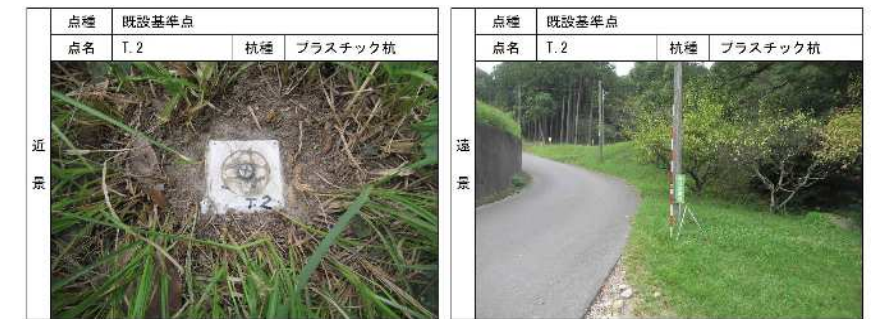 点種 既設基準点
点名 T.2 杭種 プラスチック杭
近景
T.2
点種 既設基準点
点名 T.2 杭種 プラスチック杭
遠景